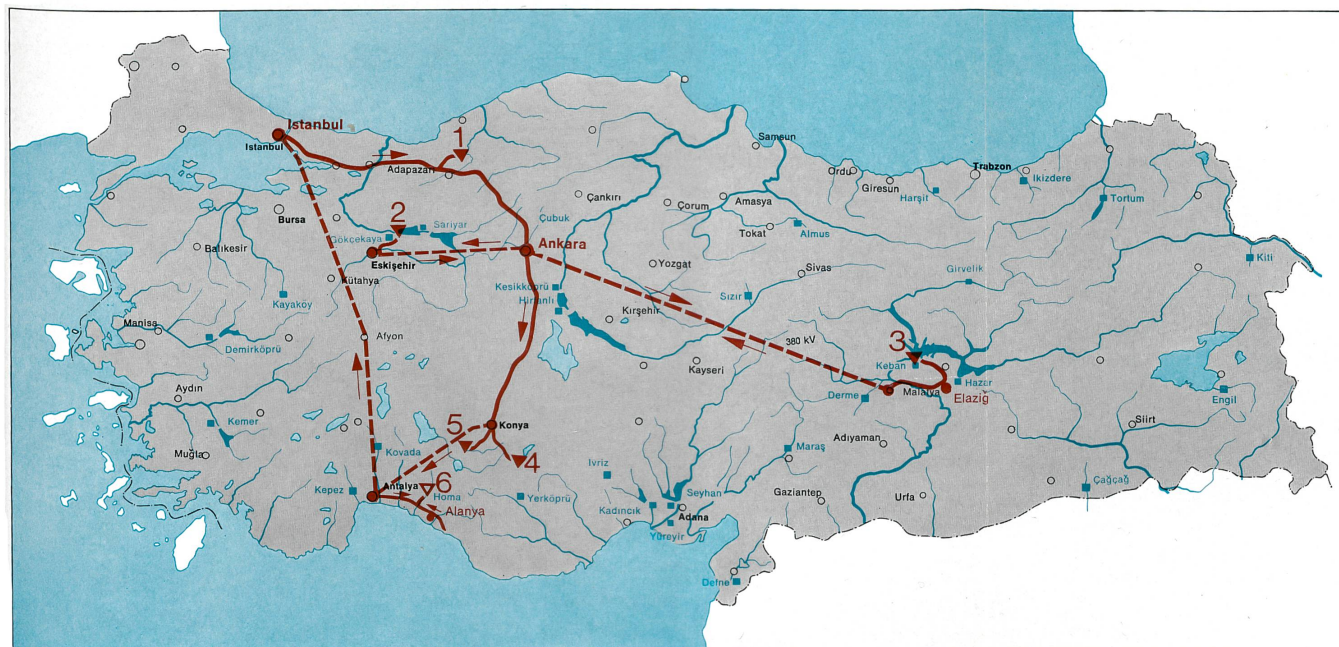 Istanbul
Istanbul
1
Adapazarı
Samsun
Ordu
Giresun
Trabzon
Ikizdere
Harşit
Tortum
Bursa
2
Sarıyar
Gökçekaya
Eskişehir
Çubuk
Ankara
Çankırı
Çorum
Amasya
Tokat
Almus
Balıkesir
Kütahya
Kayaköy
Yozgat
Sivas
Girvelik
Kiti
Kesikköprü
Hirfanlı
Kırşehir
Sızır
Manisa
Demirköprü
Afyon
380 kV
3
Keban
Kayseri
Derme
Malatya
Hazar
Elazığ
Engil
Aydın
Kemer
Muğla
5
Konya
4
Kovada
Adıyaman
Siirt
Maraş
Antalya
6
Homa
Kepez
Alanya
Yerköprü
Ivriz
Seyhan
Kadıncık
Adana
Yüreyir
Gaziantep
Urfa
Çağçağ
Defne